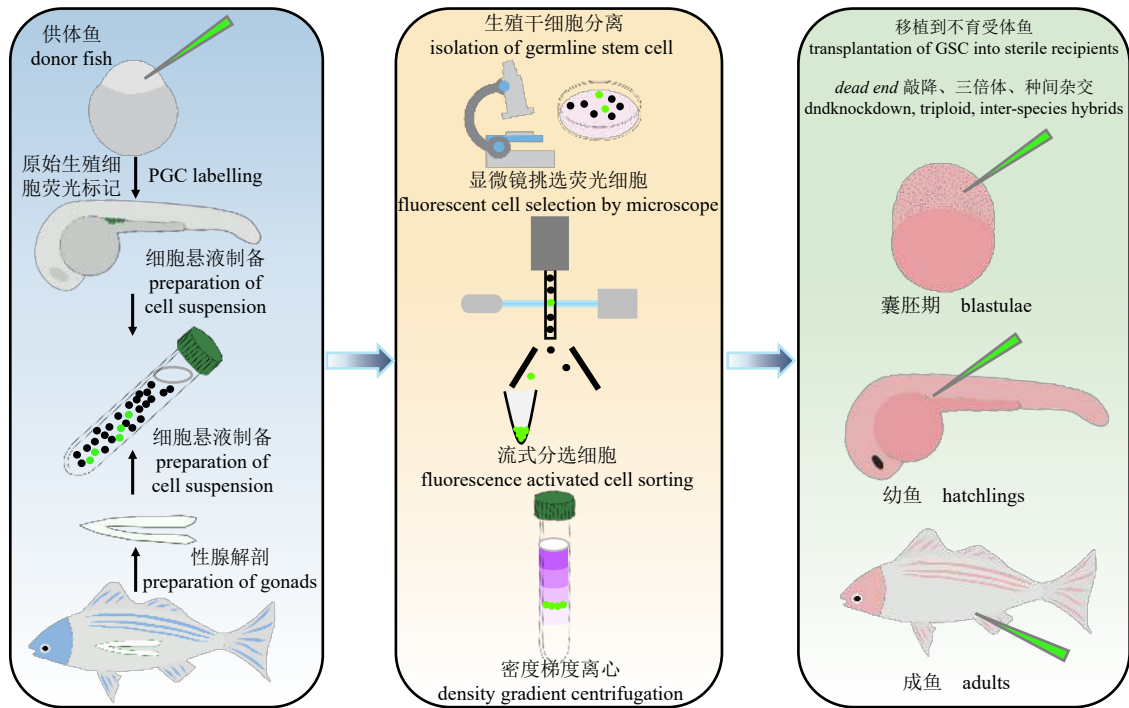 供体鱼
donor fish
原始生殖细
胞荧光标记
PGC labelling
细胞悬液制备
preparation of
cell suspension
细胞悬液制备
preparation of
cell suspension
性腺解剖
preparation of gonads
生殖干细胞分离
isolation of germline stem cell
显微镜挑选荧光细胞
fluorescent cell selection by microscope
流式分选细胞
fluorescence activated cell sorting
密度梯度离心
density gradient centrifugation
移植到不育受体鱼
transplantation of GSC into sterile recipients
dead end 敲降、三倍体、种间杂交
dndknockdown, triploid, inter-species hybrids
囊胚期 blastulae
幼鱼 hatchlings
成鱼 adults